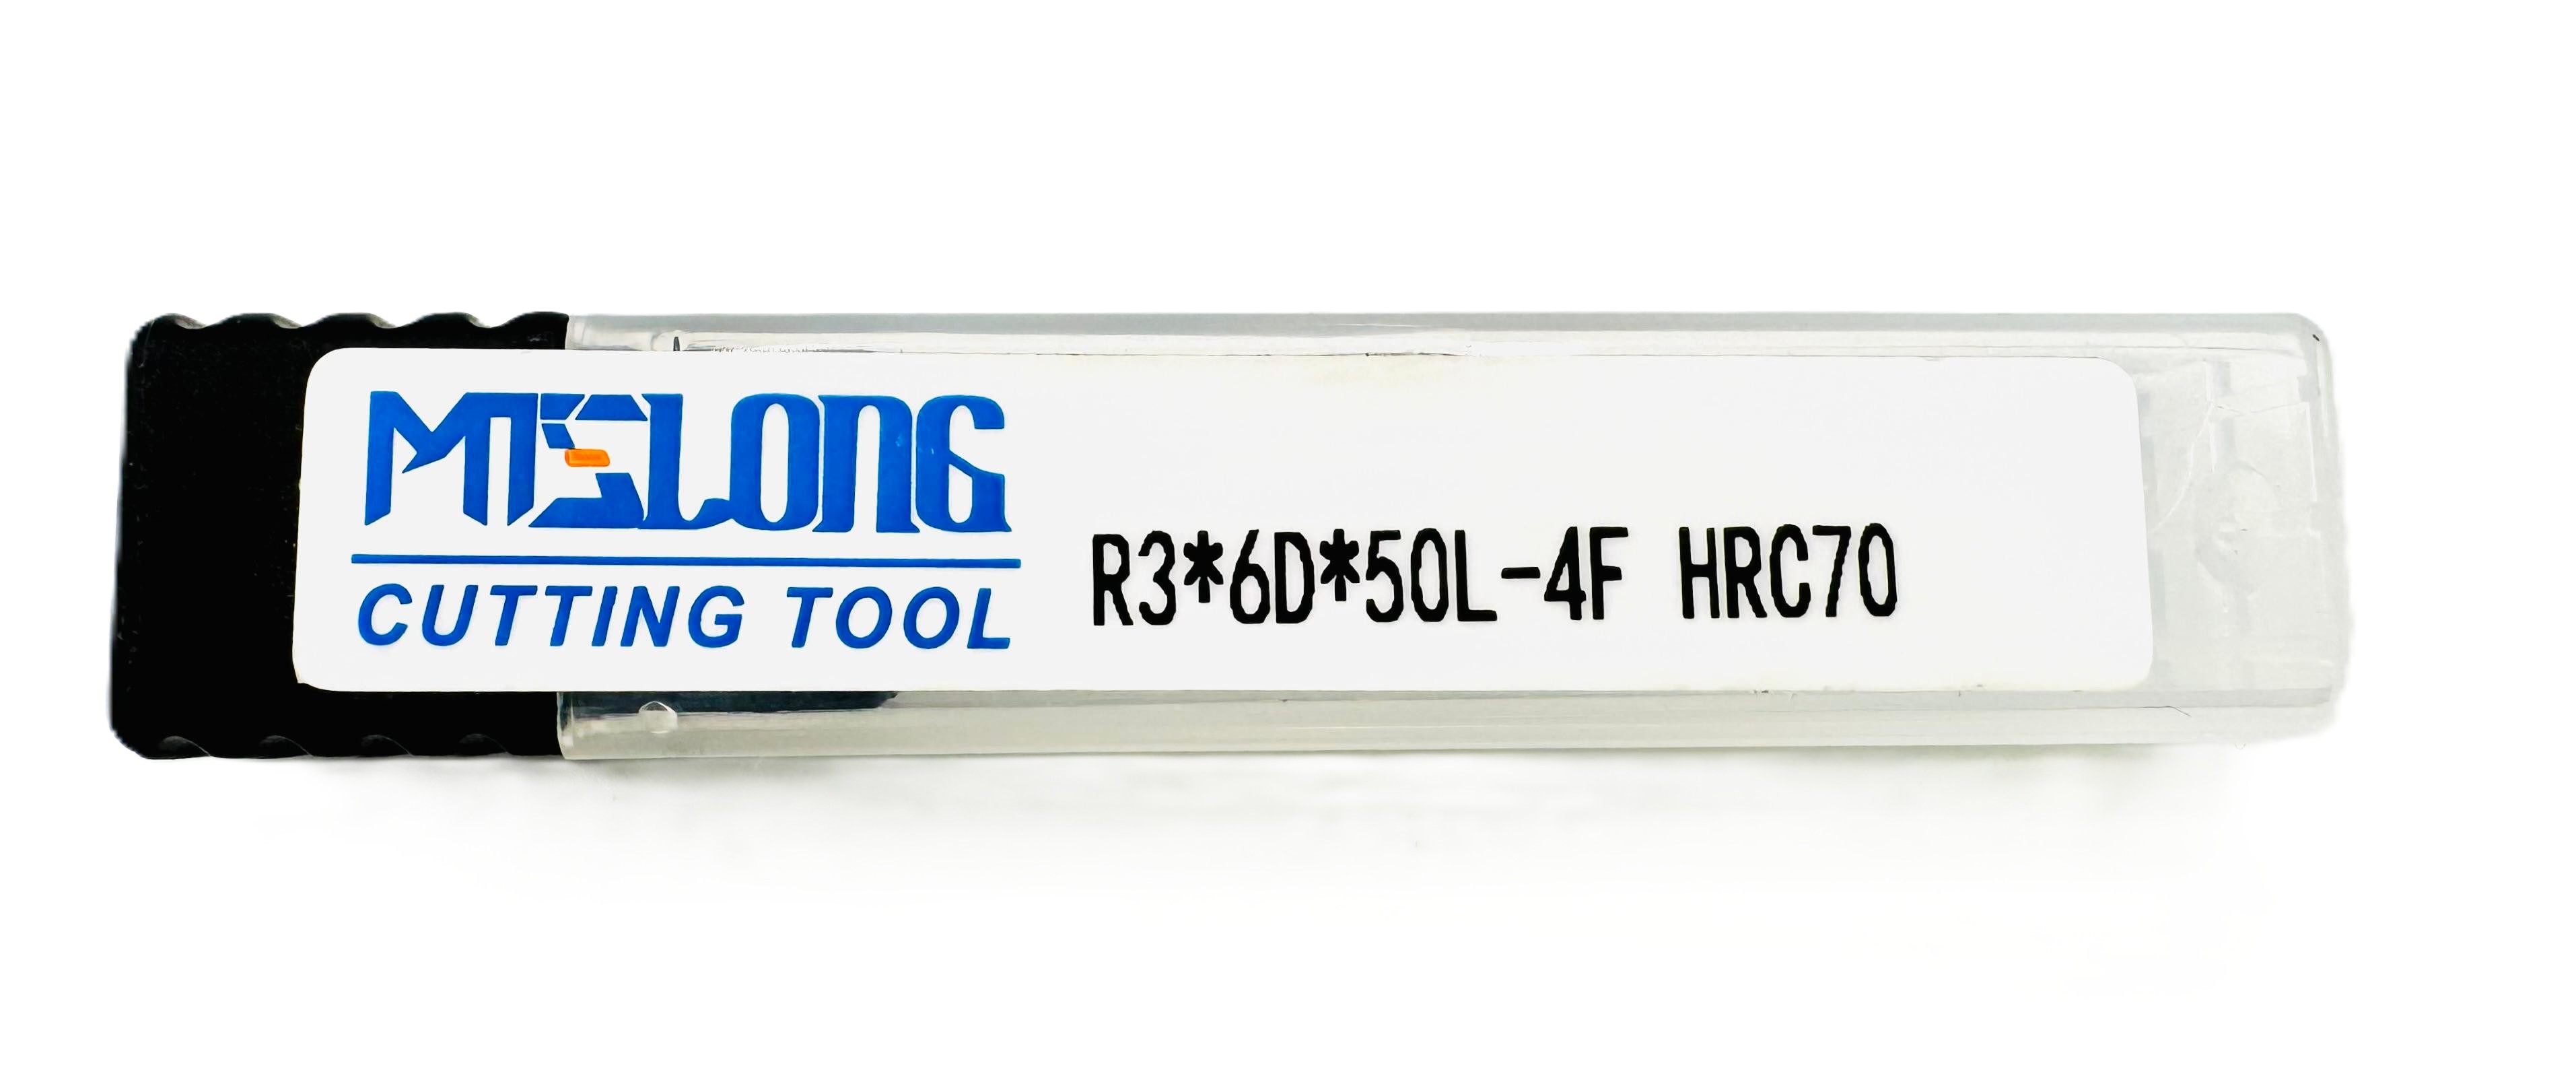 MTSLONG
CUTTING TOOL
R3*6D*50L-4F HRC70